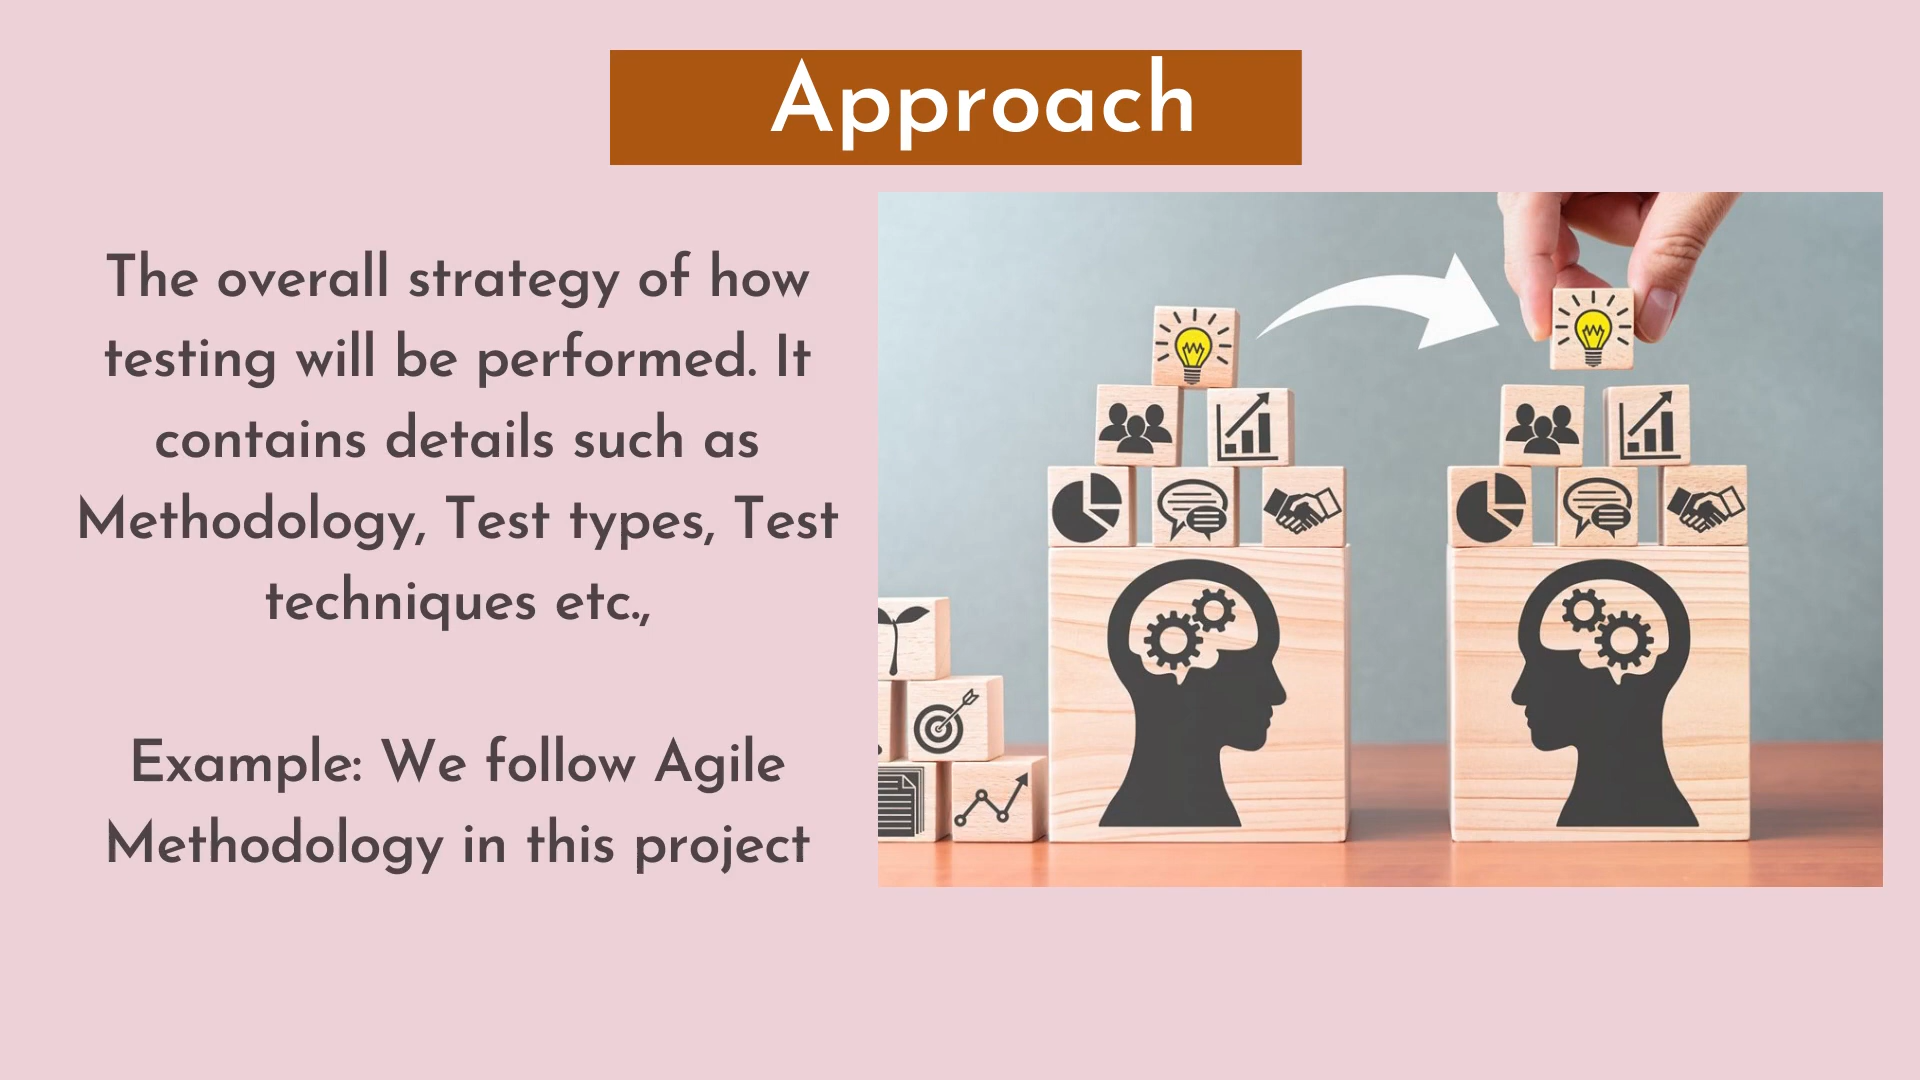 Approach
The overall strategy of how
testing will be performed. It
contains details such as
Methodology, Test types, Test
techniques etc.,
Example: We follow Agile
Methodology in this project